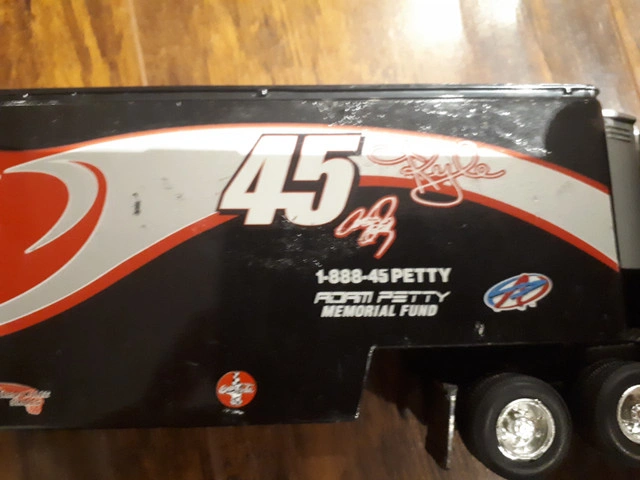 45
Kyle
1-888-45 PETTY
ADAM PETTY
MEMORIAL FUND